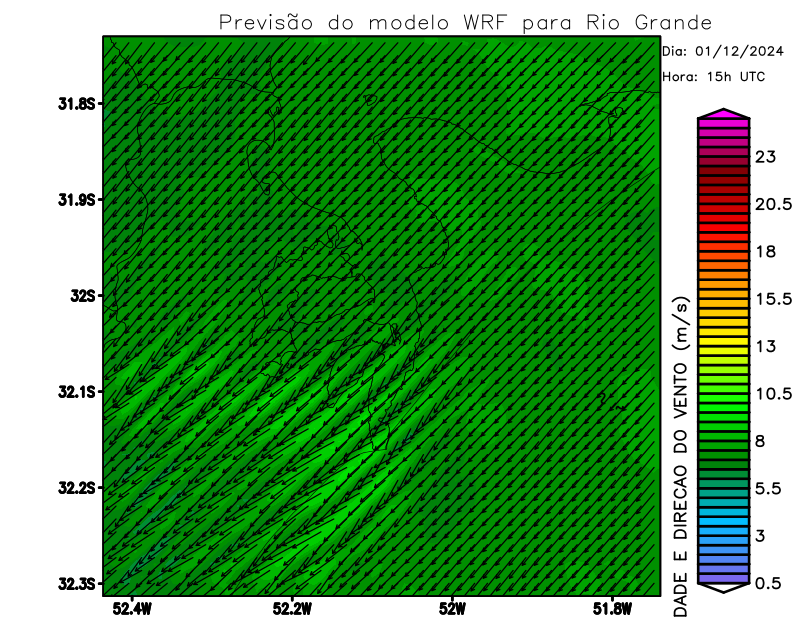 Previsão do modelo WRF para Rio Grande
Dia: 01/12/2024
Hora: 15h UTC
31.8S
31.9S
32S
32.1S
32.2S
32.3S
52.4W
52.2W
52W
51.8W
23
20.5
18
15.5
13
10.5
8
5.5
3
0.5
DADE E DIRECAO DO VENTO (m/s)